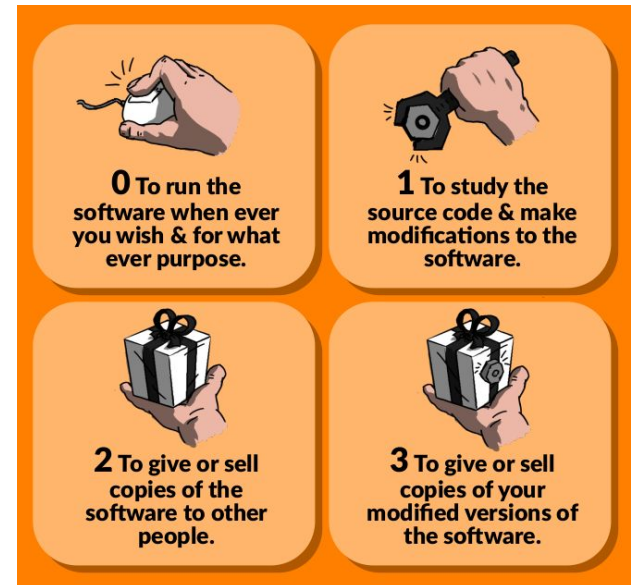 0 To run the
software when ever
you wish & for what
ever purpose.
1 To study the
source code & make
modifications to the
software.
2 To give or sell
copies of the
software to other
people.
3 To give or sell
copies of your
modified versions of
the software.